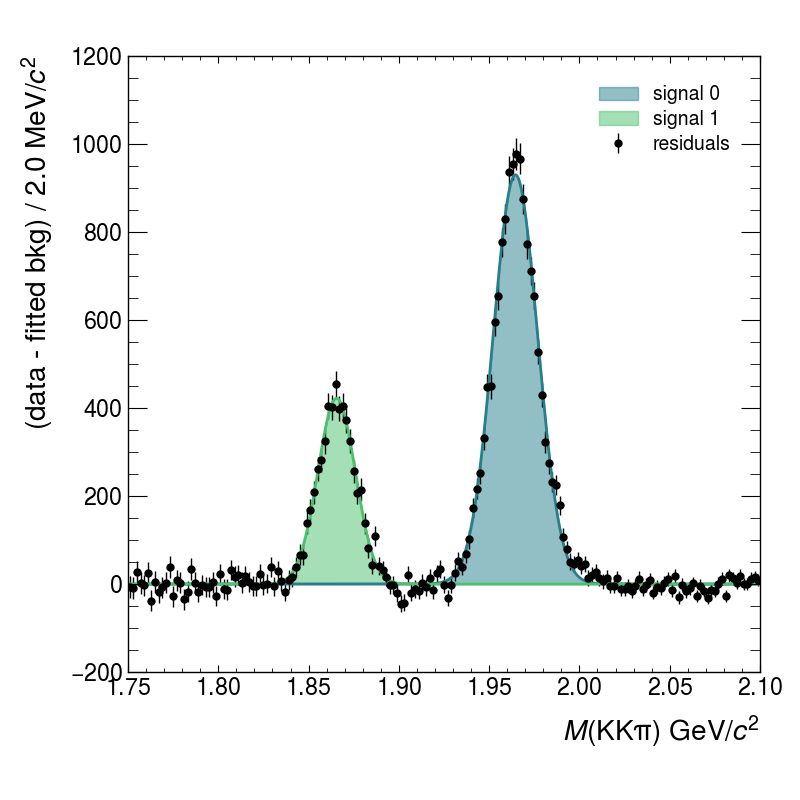 (data - fitted bkg) / 2.0 MeV/c²
1200
1000
800
600
400
200
0
−200
signal 0
signal 1
residuals
1.75 1.80 1.85 1.90 1.95 2.00 2.05 2.10
M(KKπ) GeV/c²